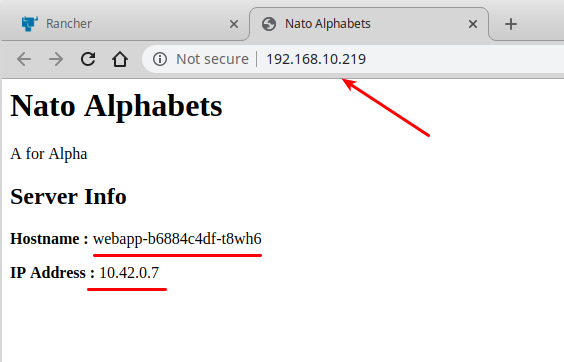 Rancher
Nato Alphabets
Not secure
192.168.10.219
Nato Alphabets
A for Alpha
Server Info
Hostname : webapp-b6884c4df-t8wh6
IP Address : 10.42.0.7